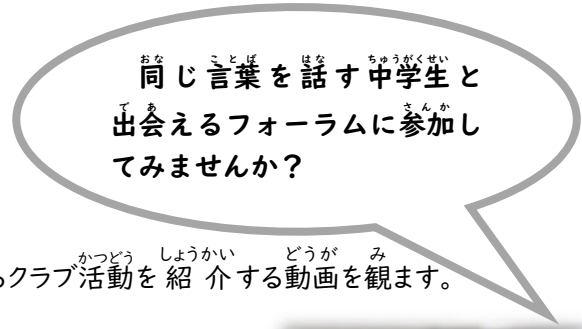 同じ言葉を話す中学生と
出会えるフォーラムに参加し
てみませんか？
クラブ活動を紹介する動画を観ます。